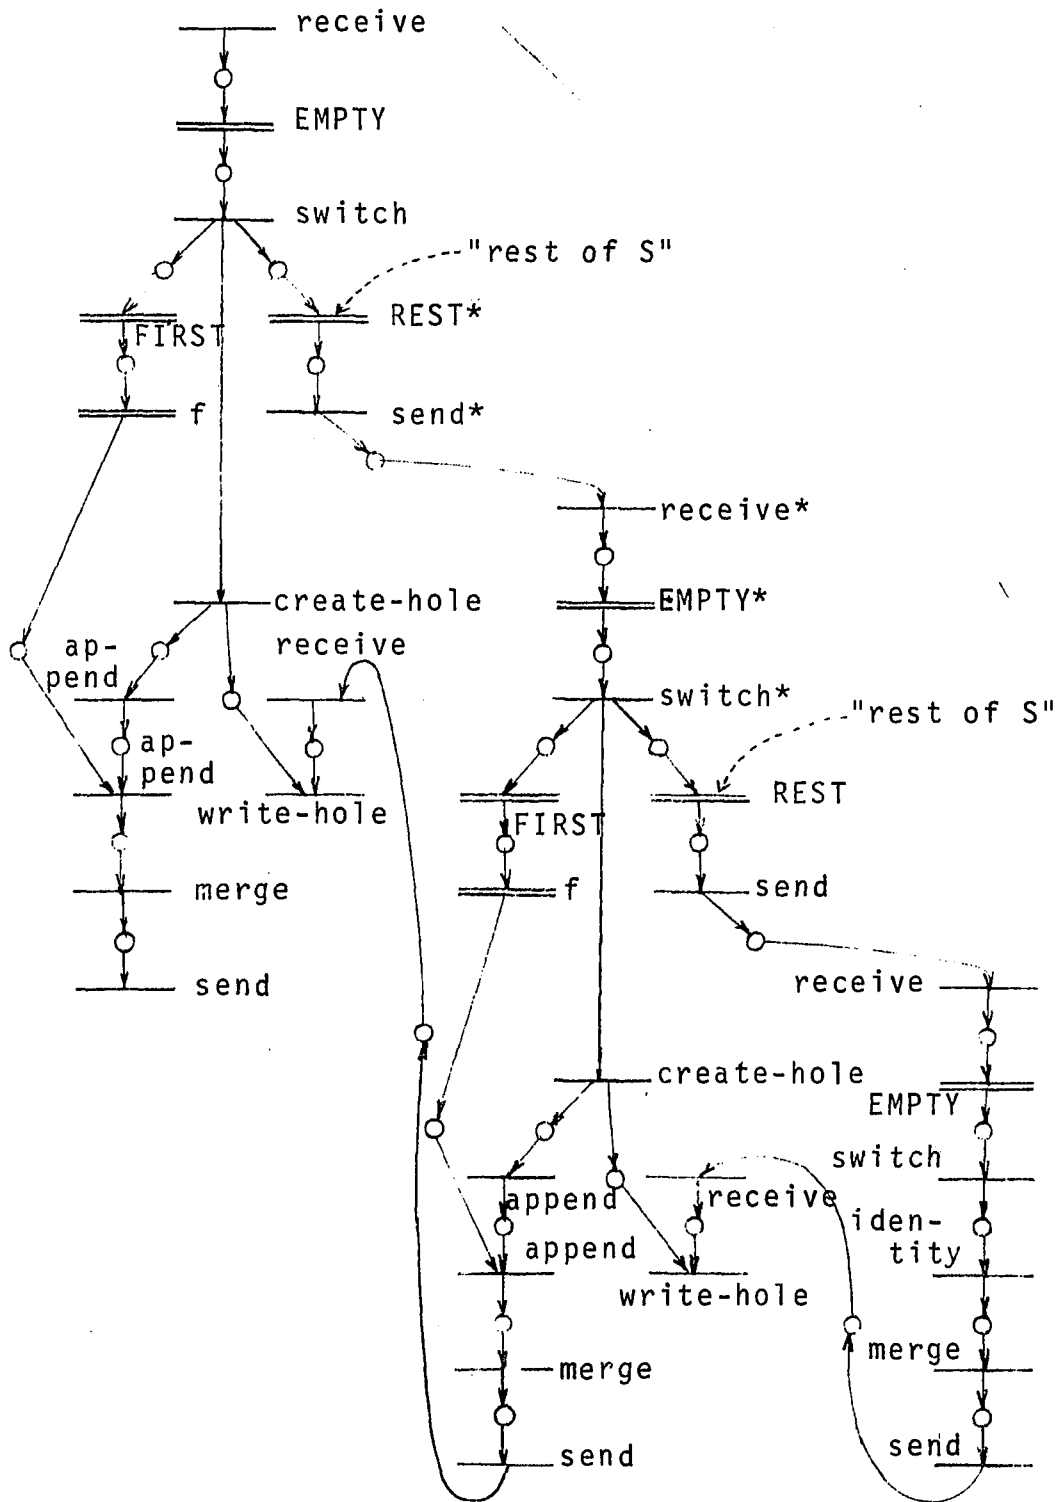 receive
EMPTY
switch
"rest of S"
FIRST
REST*
f
send*
receive*
create-hole
EMPTY*
receive
ap-
pend
switch*
"rest of S"
ap-
pend
write-hole
FIRST
REST
merge
f
send
send
receive
create-hole
EMPTY
switch
append
receive
iden-
tity
append
write-hole
merge
merge
send
send